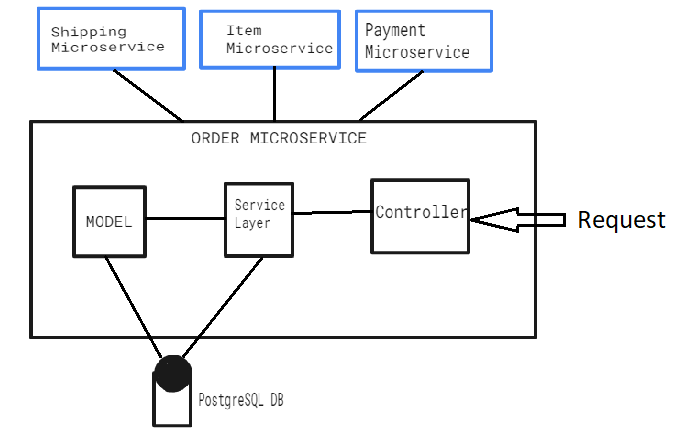 Shipping
Microservice
Item
Microservice
Payment
Microservice
ORDER MICROSERVICE
MODEL
Service
Layer
Controller
Request
PostgreSQL DB